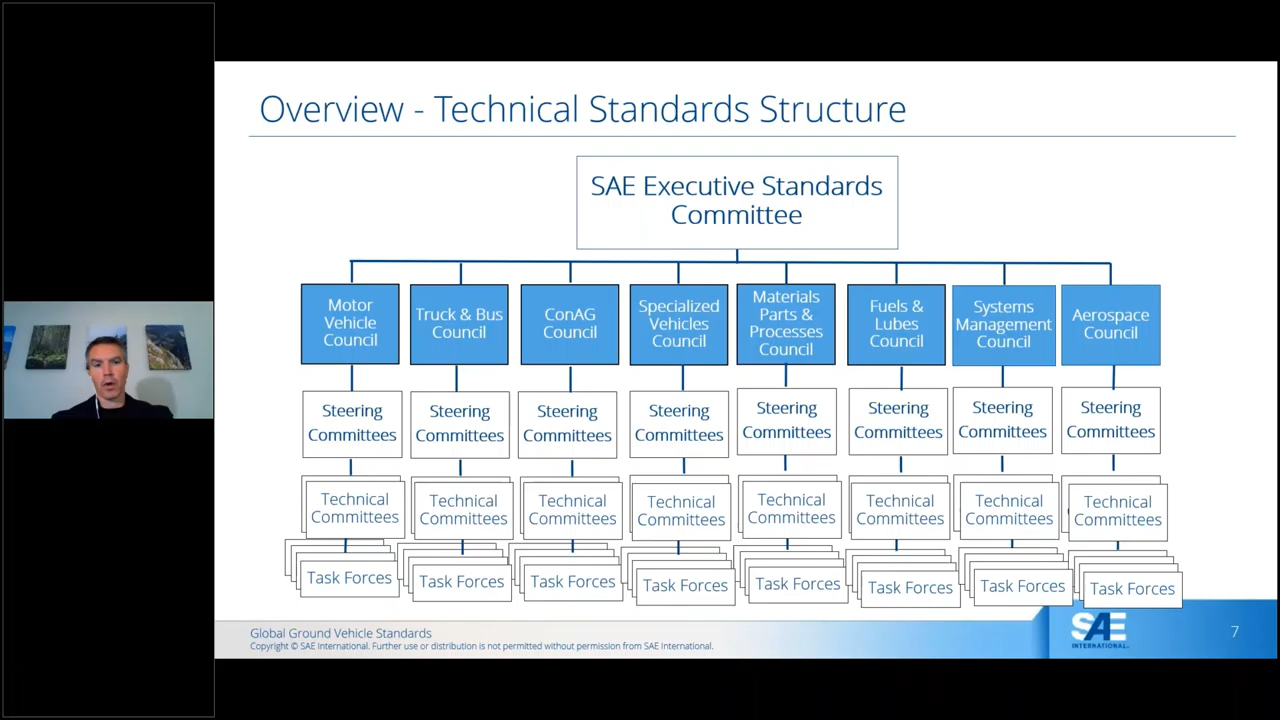 Overview - Technical Standards Structure
SAE Executive Standards
Committee
Motor
Vehicle
Council
Truck & Bus
Council
ConAG
Council
Specialized
Vehicles
Council
Materials
Parts &
Processes
Council
Fuels &
Lubes
Council
Systems
Management
Council
Aerospace
Council
Steering
Committees
Steering
Committees
Steering
Committees
Steering
Committees
Steering
Committees
Steering
Committees
Steering
Committees
Steering
Committees
Technical
Committees
Technical
Committees
Technical
Committees
Technical
Committees
Technical
Committees
Technical
Committees
Technical
Committees
Technical
Committees
Task Forces
Task Forces
Task Forces
Task Forces
Task Forces
Task Forces
Task Forces
Task Forces
Global Ground Vehicle Standards
Copyright © SAE International. Further use or distribution is not permitted without permission from SAE International.
SAE
INTERNATIONAL
7